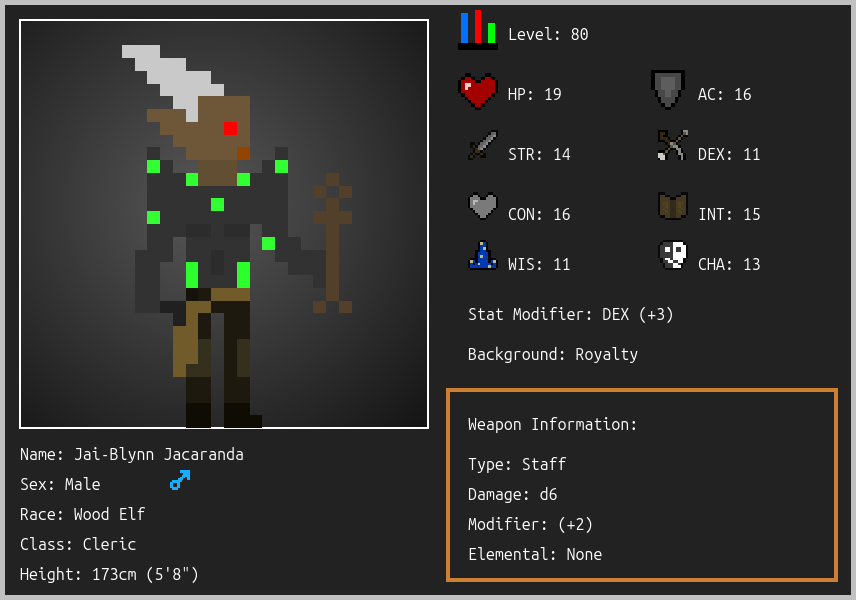 Level: 80
HP: 19
AC: 16
STR: 14
DEX: 11
CON: 16
INT: 15
WIS: 11
CHA: 13
Stat Modifier: DEX (+3)
Background: Royalty
Weapon Information:
Type: Staff
Damage: d6
Modifier: (+2)
Elemental: None
Name: Jai-Blynn Jacaranda
Sex: Male
Race: Wood Elf
Class: Cleric
Height: 173cm (5'8")